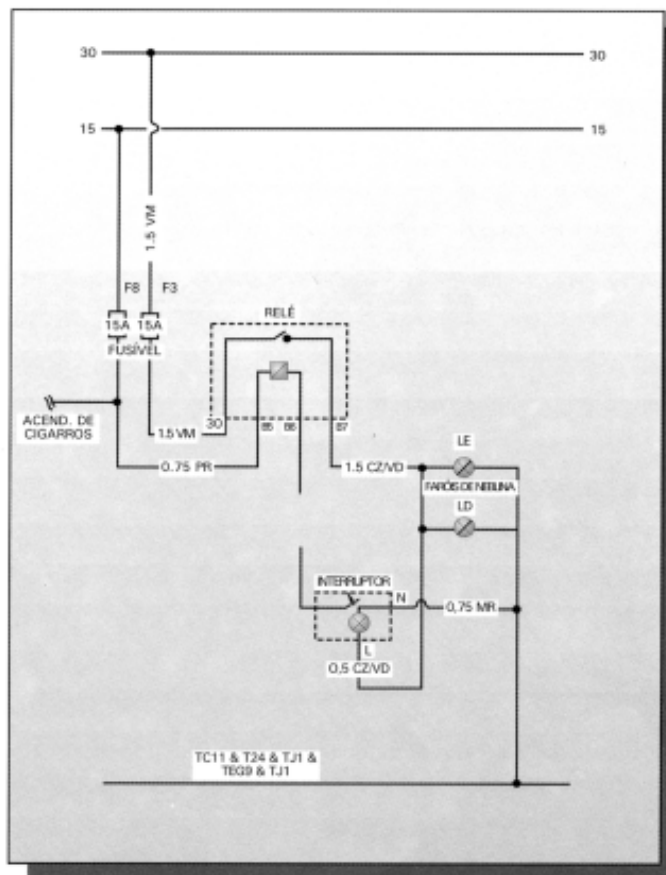 30
30
15
15
1.5 VM
F8
F3
15A
15A
FUSÍVEL
RELÉ
ACEND. DE
CIGARROS
1.5 VM
30
85
86
87
0.75 PR
1.5 CZ/VD
LE
FARÓIS DE NEBLINA
LD
INTERRUPTOR
N
0,75 MR
L
0,5 CZ/VD
TC11 & T24 & TJ1 &
TEG9 & TJ1